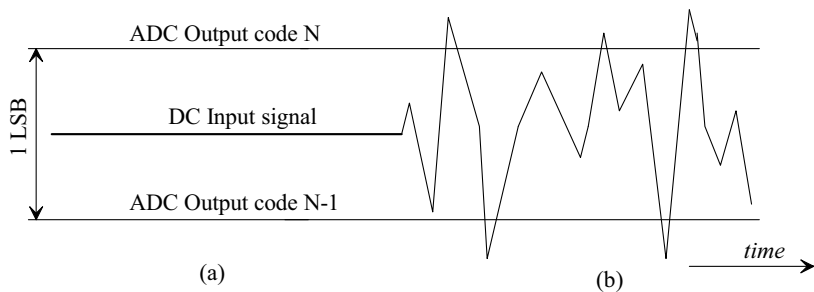 ADC Output code N
1 LSB
DC Input signal
ADC Output code N-1
time
(a)
(b)